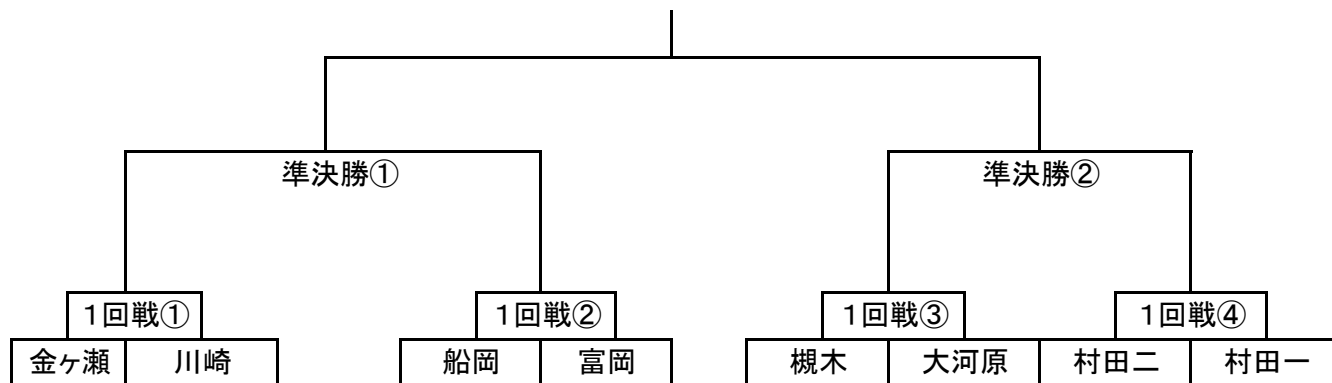 準決勝①
準決勝②
1回戦①
1回戦②
1回戦③
1回戦④
金ヶ瀬
川崎
船岡
富岡
槻木
大河原
村田二
村田一